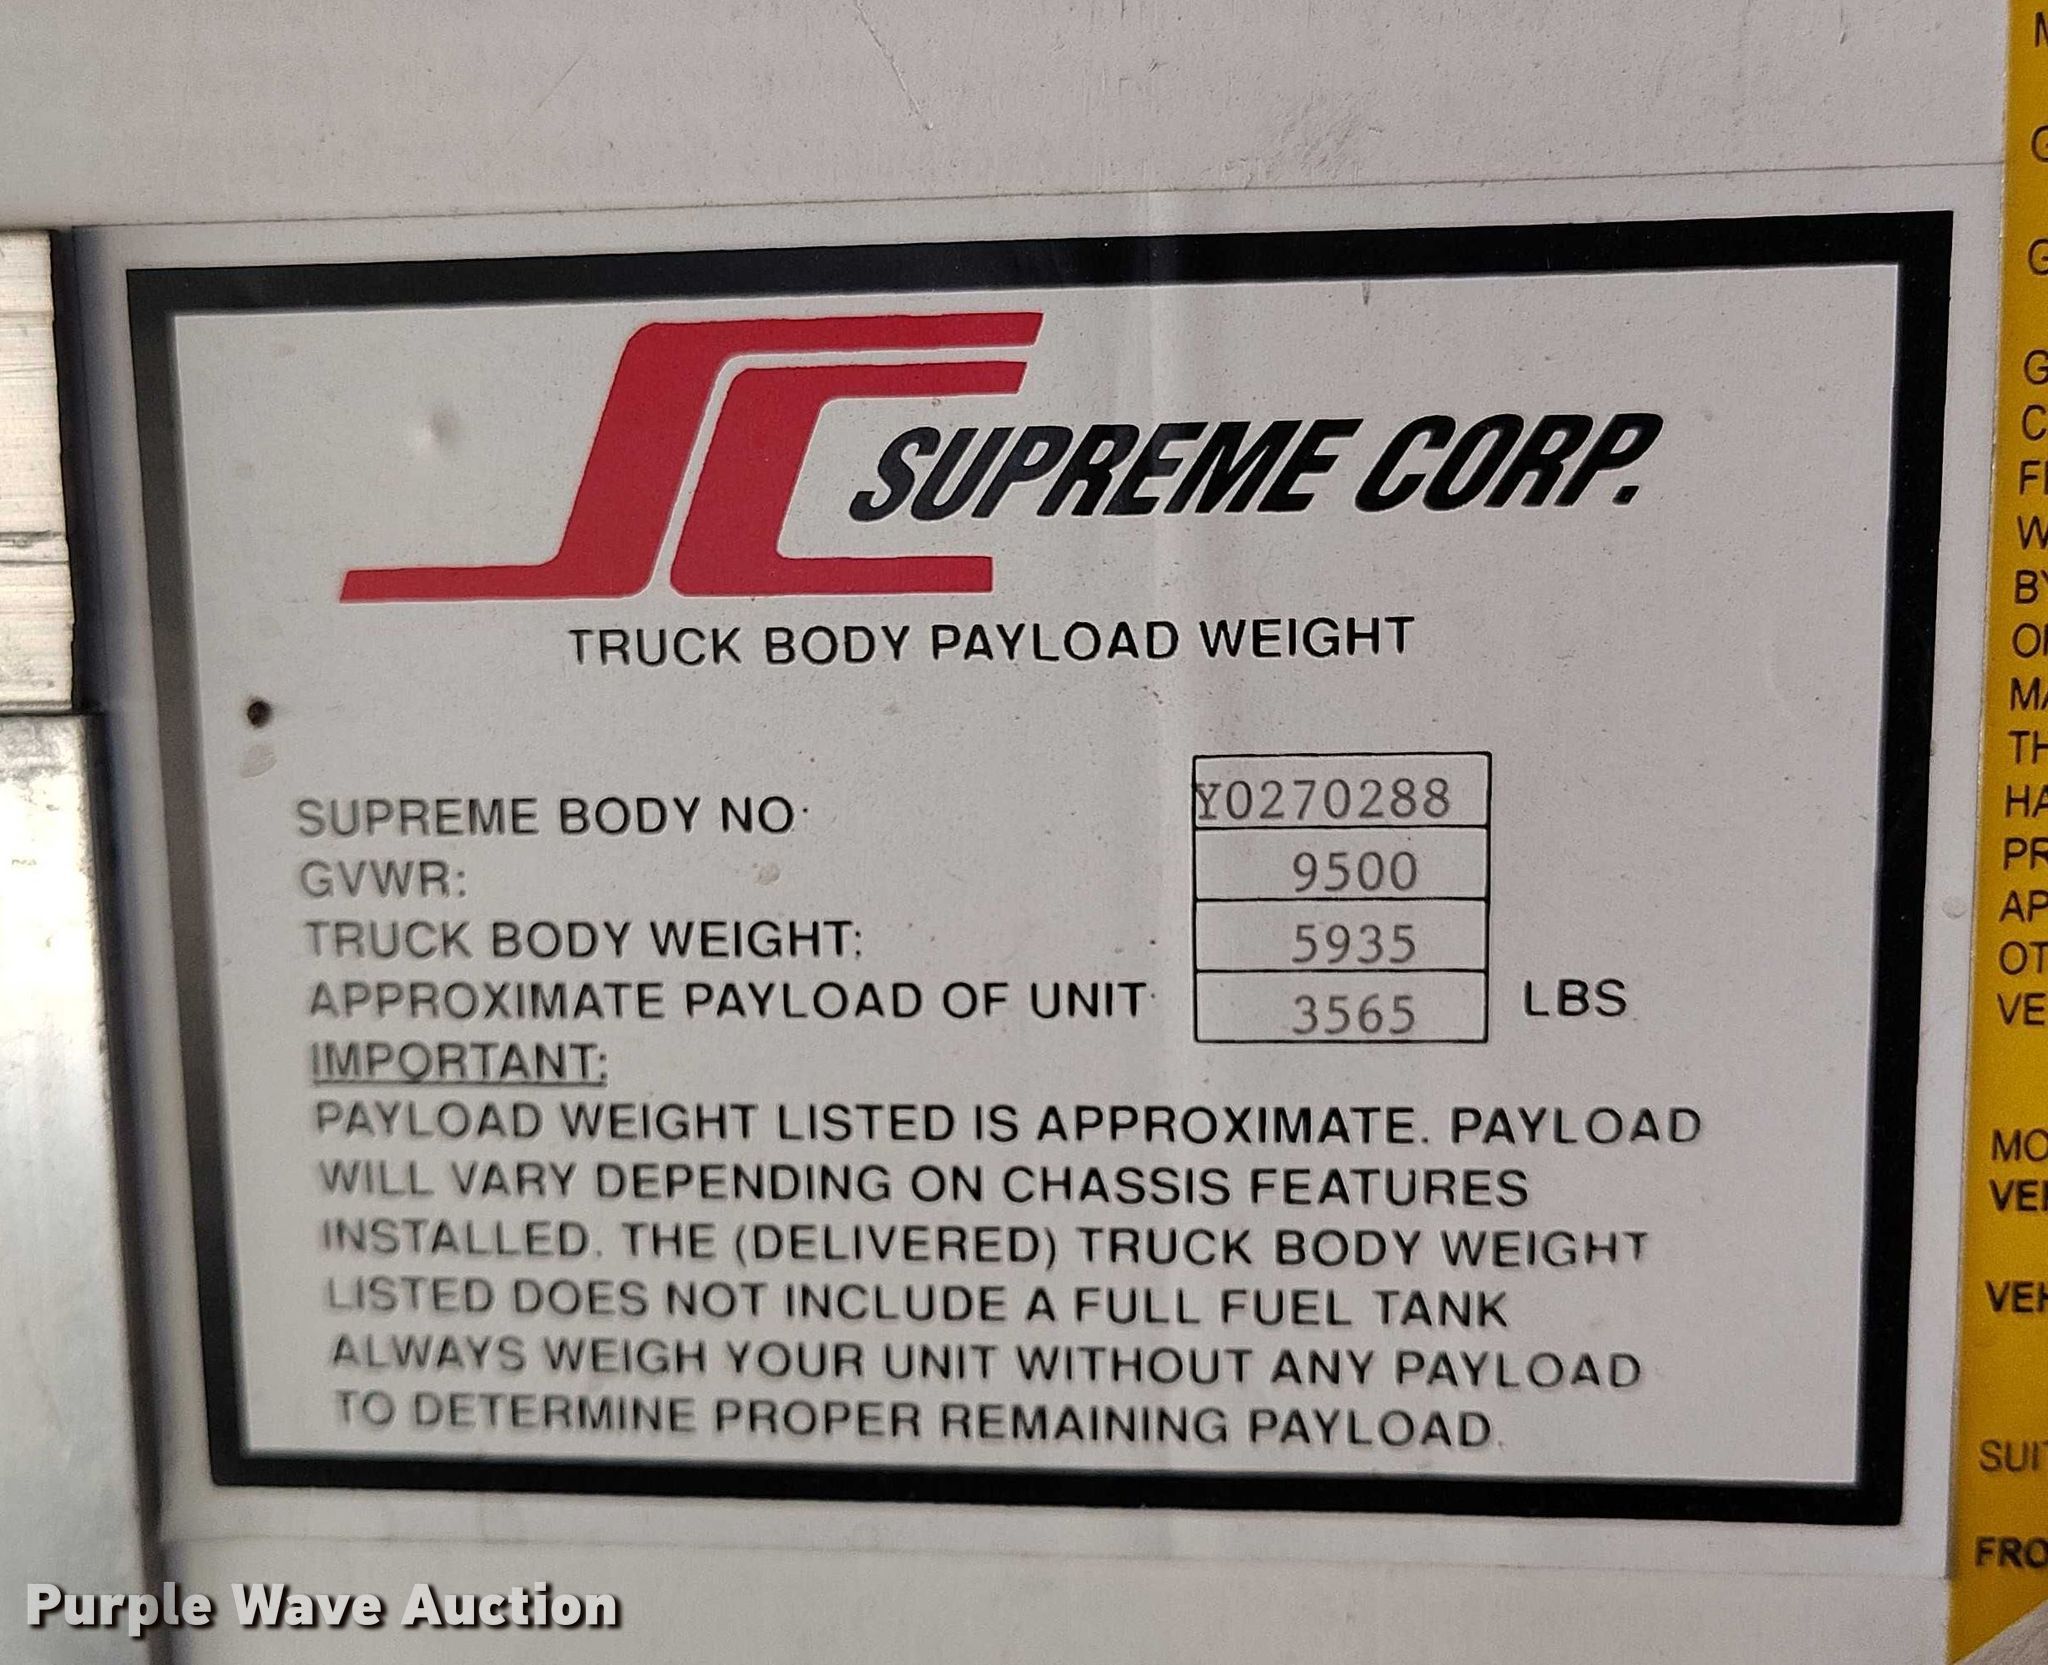 SC SUPREME CORP.
TRUCK BODY PAYLOAD WEIGHT
SUPREME BODY NO. Y0270288
GVWR: 9500
TRUCK BODY WEIGHT: 5935
APPROXIMATE PAYLOAD OF UNIT 3565 LBS
IMPORTANT:
PAYLOAD WEIGHT LISTED IS APPROXIMATE. PAYLOAD
WILL VARY DEPENDING ON CHASSIS FEATURES
INSTALLED. THE (DELIVERED) TRUCK BODY WEIGHT
LISTED DOES NOT INCLUDE A FULL FUEL TANK
ALWAYS WEIGH YOUR UNIT WITHOUT ANY PAYLOAD
TO DETERMINE PROPER REMAINING PAYLOAD.
Purple Wave Auction